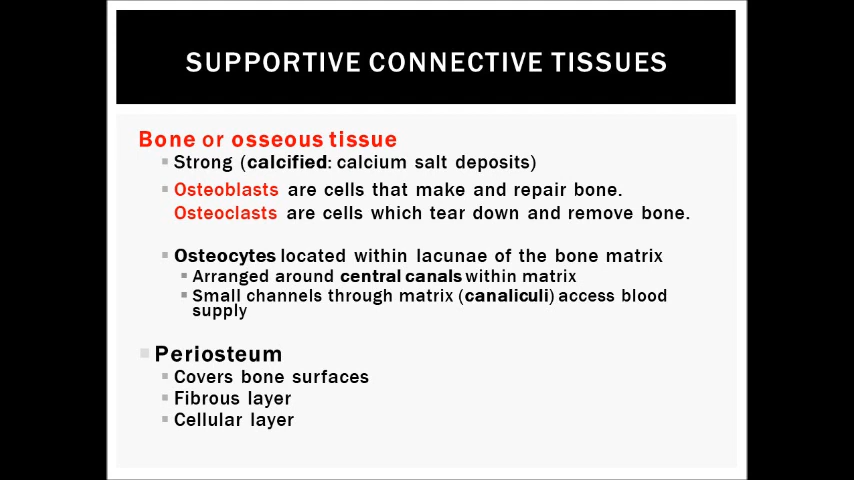 SUPPORTIVE CONNECTIVE TISSUES
Bone or osseous tissue
Strong (calcified: calcium salt deposits)
Osteoblasts are cells that make and repair bone.
Osteoclasts are cells which tear down and remove bone.
Osteocytes located within lacunae of the bone matrix
Arranged around central canals within matrix
Small channels through matrix (canaliculi) access blood
supply
Periosteum
Covers bone surfaces
Fibrous layer
Cellular layer